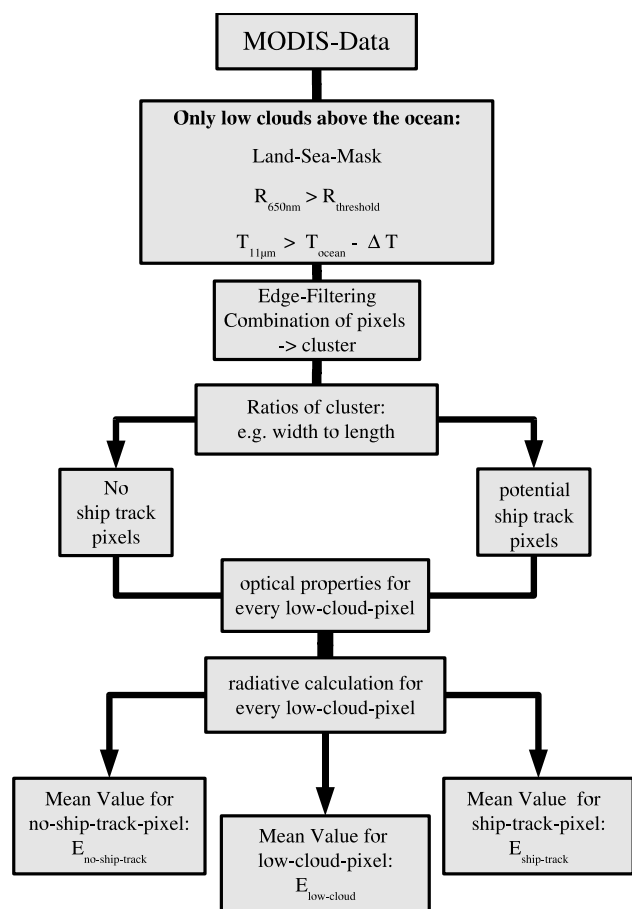 MODIS-Data
Only low clouds above the ocean:
Land-Sea-Mask
R650nm > Rthreshold
T11μm > Tocean - Δ T
Edge-Filtering
Combination of pixels
-> cluster
Ratios of cluster:
e.g. width to length
No
ship track
pixels
potential
ship track
pixels
optical properties for
every low-cloud-pixel
radiative calculation for
every low-cloud-pixel
Mean Value for
no-ship-track-pixel:
Eno-ship-track
Mean Value for
low-cloud-pixel:
Elow-cloud
Mean Value for
ship-track-pixel:
Eship-track